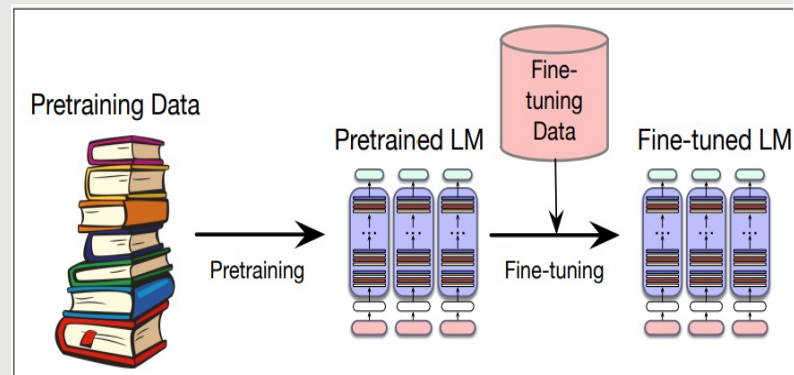 Pretraining Data
Pretraining
Pretrained LM
Fine-
tuning
Data
Fine-tuning
Fine-tuned LM